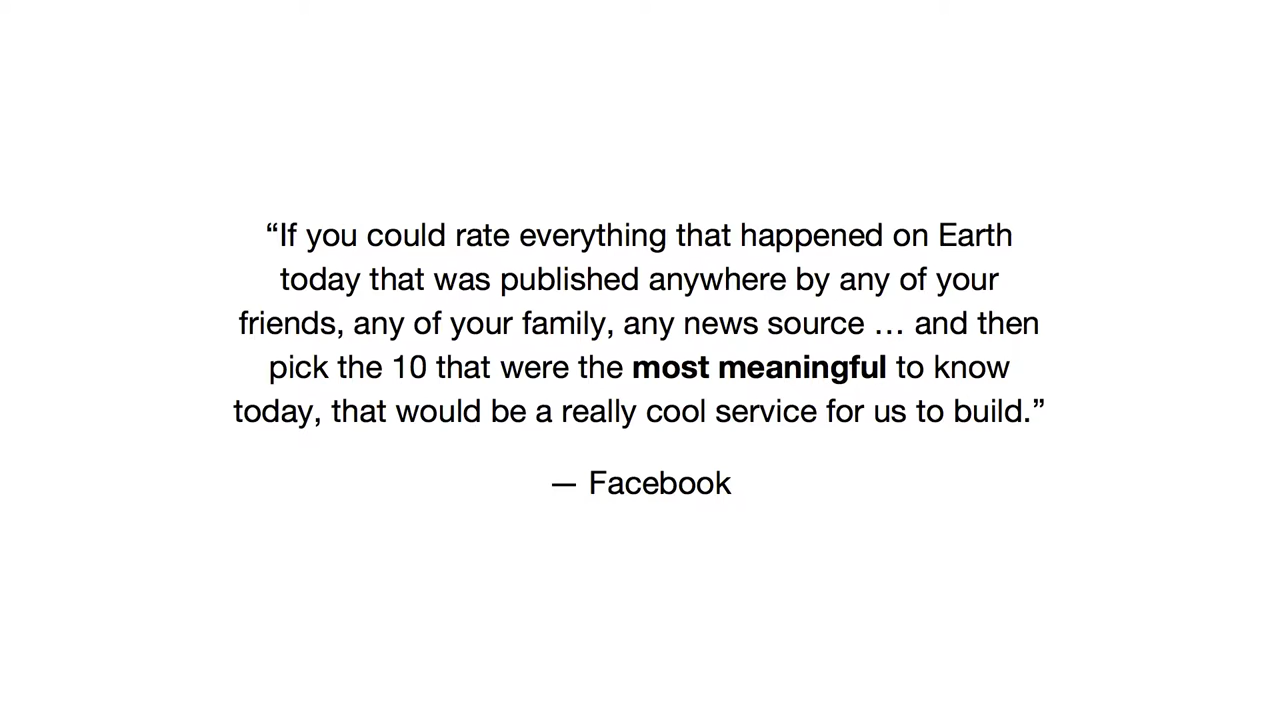 “If you could rate everything that happened on Earth
today that was published anywhere by any of your
friends, any of your family, any news source … and then
pick the 10 that were the most meaningful to know
today, that would be a really cool service for us to build.”
— Facebook